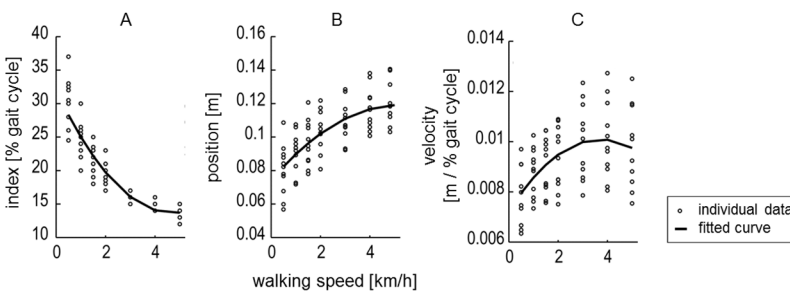 A
B
C
index [% gait cycle]
40
35
30
25
20
15
10
0
2
4
position [m]
0.16
0.14
0.12
0.1
0.08
0.06
0.04
0
2
4
velocity
[m / % gait cycle]
0.014
0.012
0.01
0.008
0.006
0
2
4
walking speed [km/h]
individual data
fitted curve